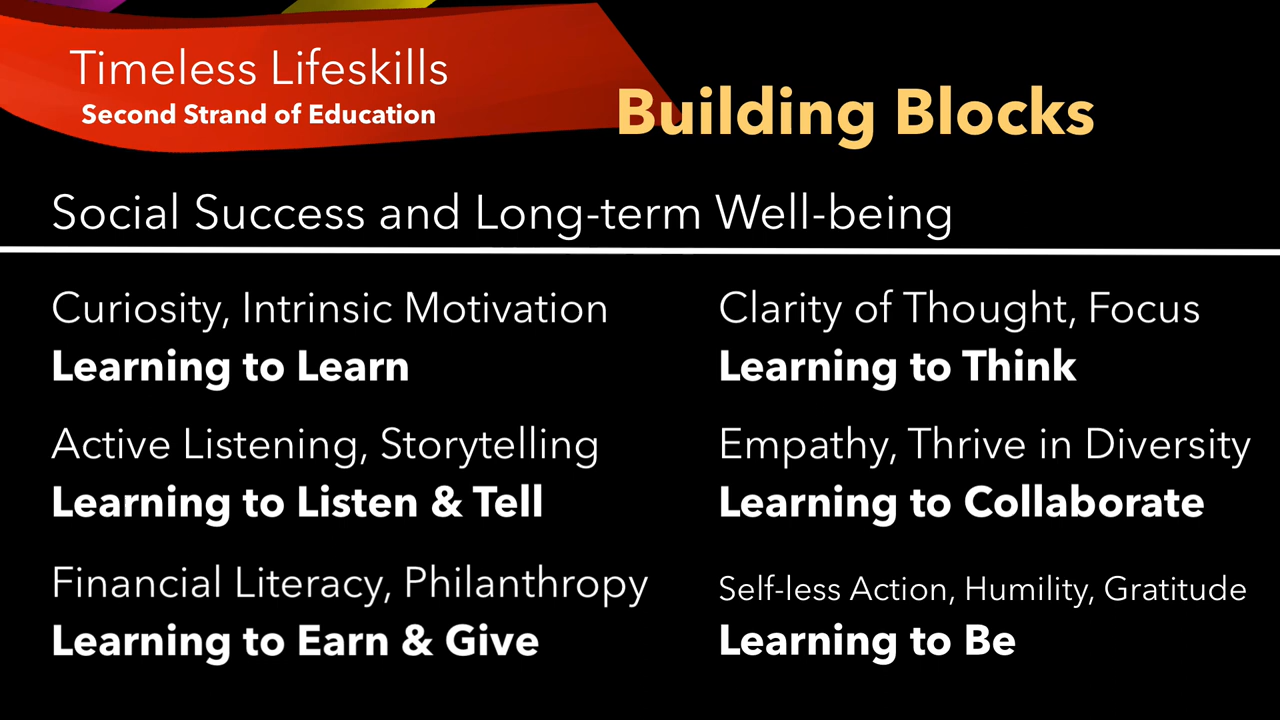 Timeless Lifeskills
Second Strand of Education
Building Blocks
Social Success and Long-term Well-being
Curiosity, Intrinsic Motivation
Learning to Learn
Clarity of Thought, Focus
Learning to Think
Active Listening, Storytelling
Learning to Listen & Tell
Empathy, Thrive in Diversity
Learning to Collaborate
Financial Literacy, Philanthropy
Learning to Earn & Give
Self-less Action, Humility, Gratitude
Learning to Be